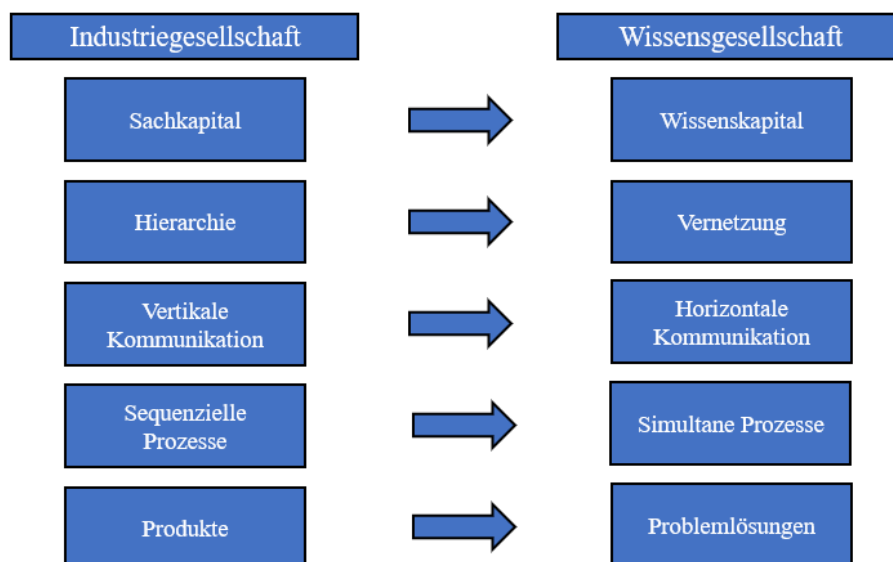 Industriegesellschaft
Wissensgesellschaft
Sachkapital
Wissenskapital
Hierarchie
Vernetzung
Vertikale
Kommunikation
Horizontale
Kommunikation
Sequenzielle
Prozesse
Simultane Prozesse
Produkte
Problemlösungen